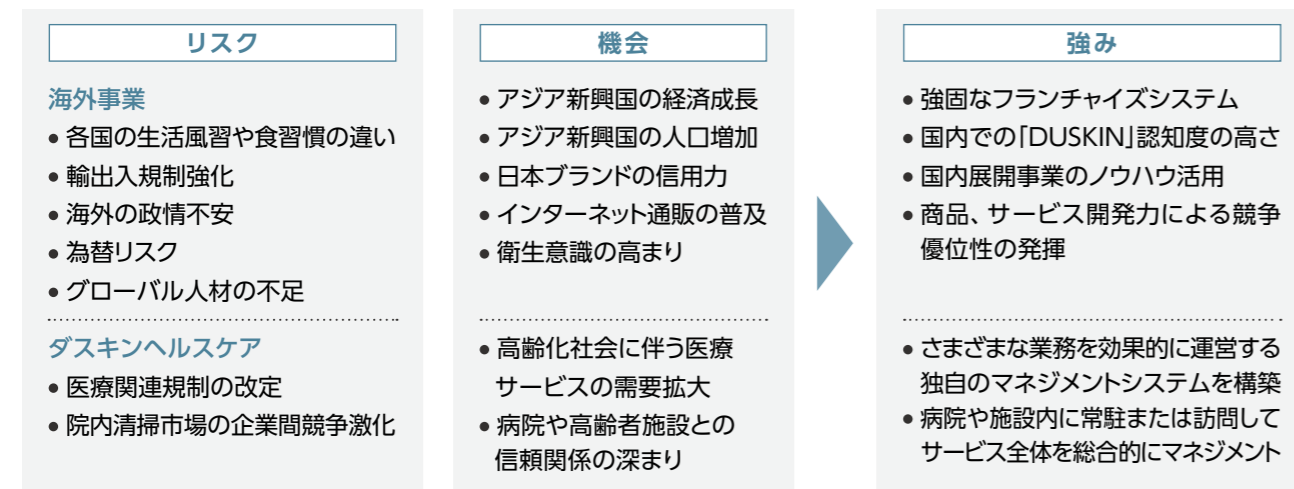 リスク
海外事業
• 各国の生活風習や食習慣の違い
• 輸出入規制強化
• 海外の政情不安
• 為替リスク
• グローバル人材の不足
ダスキンヘルスケア
• 医療関連規制の改定
• 院内清掃市場の企業間競争激化
機会
• アジア新興国の経済成長
• アジア新興国の人口増加
• 日本ブランドの信用力
• インターネット通販の普及
• 衛生意識の高まり
• 高齢化社会に伴う医療
サービスの需要拡大
• 病院や高齢者施設との
信頼関係の深まり
強み
• 強固なフランチャイズシステム
• 国内での「DUSKIN」認知度の高さ
• 国内展開事業のノウハウ活用
• 商品、サービス開発力による競争
優位性の発揮
• さまざまな業務を効果的に運営する
独自のマネジメントシステムを構築
• 病院や施設内に常駐または訪問して
サービス全体を総合的にマネジメント